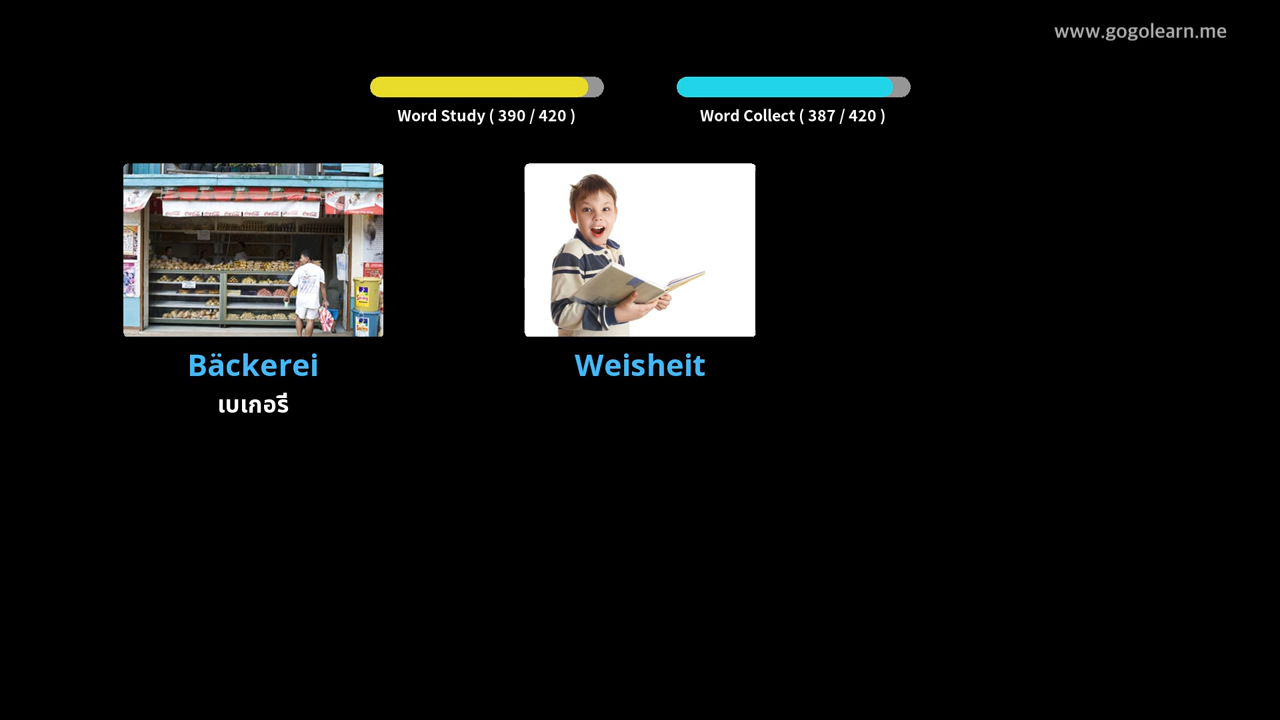 www.gogolearn.me
Word Study ( 390 / 420 )
Word Collect ( 387 / 420 )
Bäckerei
เบเกอรี่
Weisheit